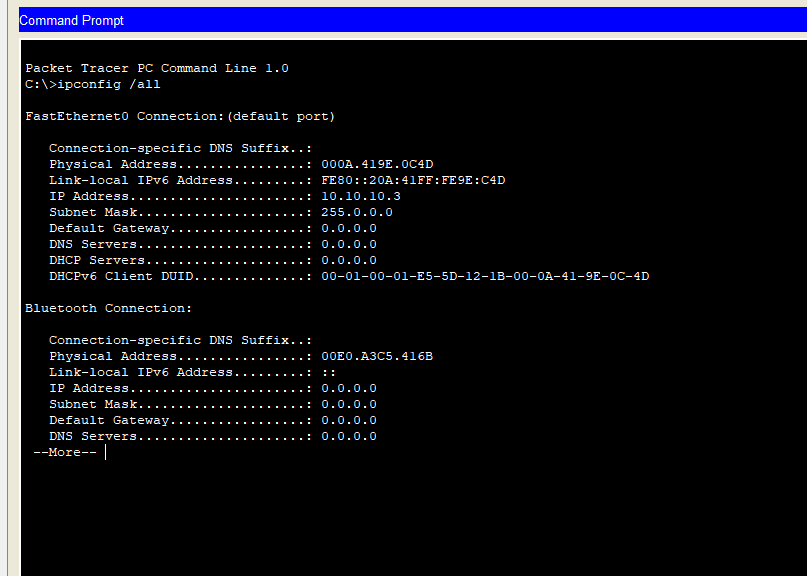 Command Prompt
Packet Tracer PC Command Line 1.0
C:\>ipconfig /all
FastEthernet0 Connection:(default port)
Connection-specific DNS Suffix..:
Physical Address................: 000A.419E.0C4D
Link-local IPv6 Address.........: FE80::20A:41FF:FE9E:C4D
IP Address......................: 10.10.10.3
Subnet Mask.....................: 255.0.0.0
Default Gateway.................: 0.0.0.0
DNS Servers.....................: 0.0.0.0
DHCP Servers....................: 0.0.0.0
DHCPv6 Client DUID..............: 00-01-00-01-E5-5D-12-1B-00-0A-41-9E-0C-4D
Bluetooth Connection:
Connection-specific DNS Suffix..:
Physical Address................: 00E0.A3C5.416B
Link-local IPv6 Address.........: ::
IP Address......................: 0.0.0.0
Subnet Mask.....................: 0.0.0.0
Default Gateway.................: 0.0.0.0
DNS Servers.....................: 0.0.0.0
--More--